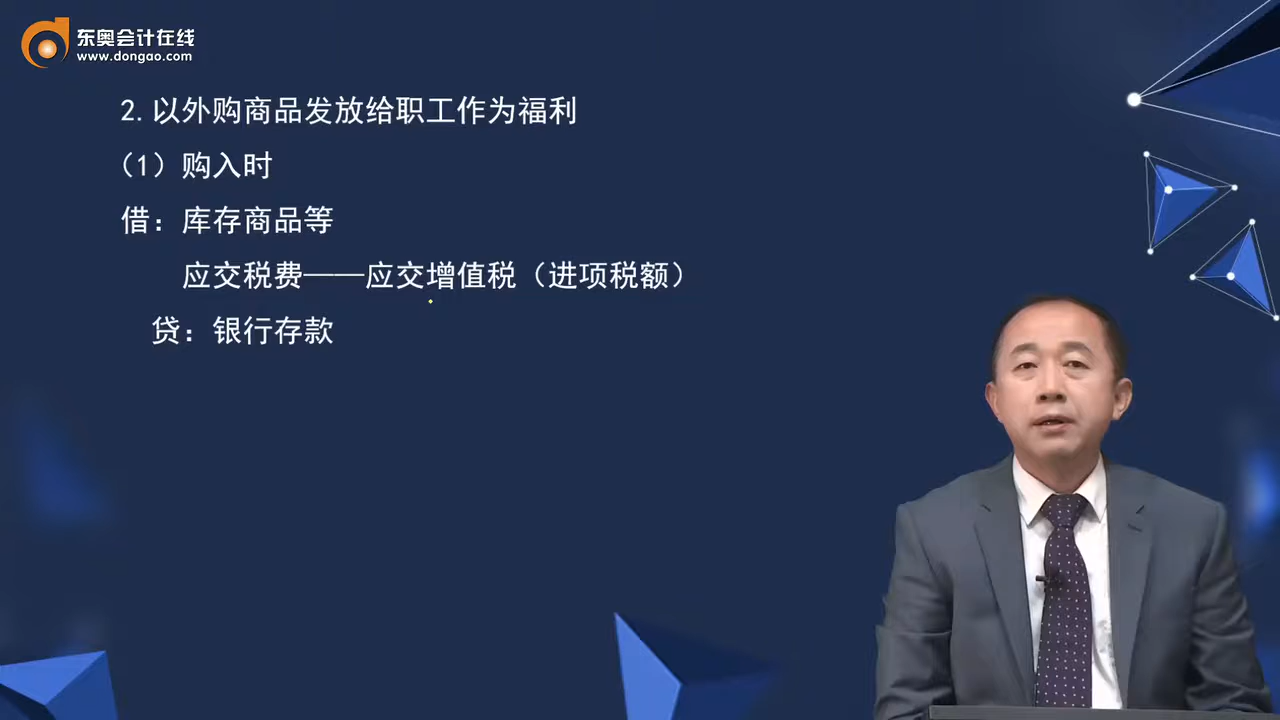 东奥会计在线
www.dongao.com
2.以外购商品发放给职工作为福利
（1）购入时
借：库存商品等
应交税费——应交增值税（进项税额）
贷：银行存款